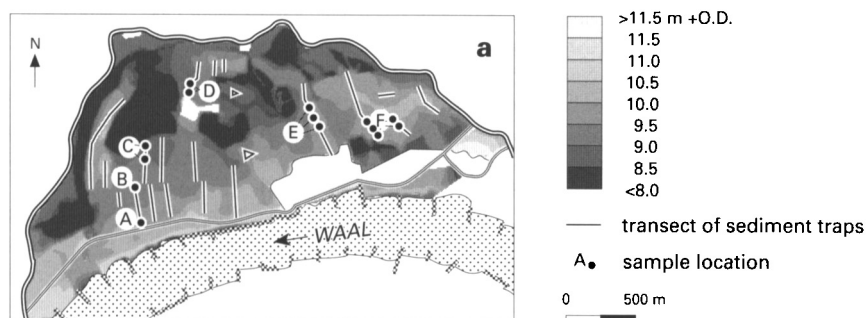 N
a
D
E
F
C
B
A
WAAL
>11.5 m +O.D.
11.5
11.0
10.5
10.0
9.5
9.0
8.5
<8.0
transect of sediment traps
A. sample location
0 500 m